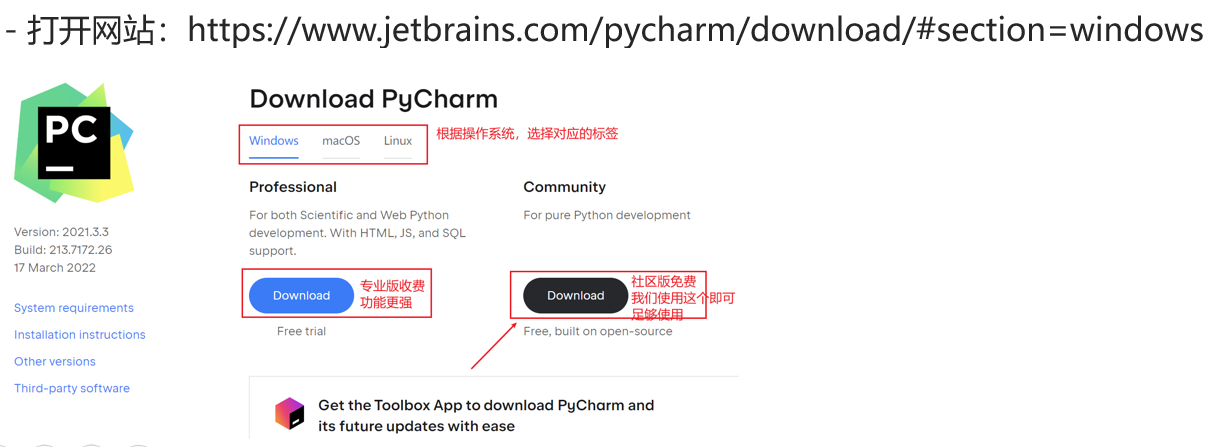 - 打开网站：https://www.jetbrains.com/pycharm/download/#section=windows
PC
Download PyCharm
Windows macOS Linux
根据操作系统，选择对应的标签
Professional
For both Scientific and Web Python
development. With HTML, JS, and SQL
support.
Download
专业版收费
功能更强
Free trial
Community
For pure Python development
Download
社区版免费
我们使用这个即可
足够使用
Free, built on open-source
Version: 2021.3.3
Build: 213.7172.26
17 March 2022
System requirements
Installation instructions
Other versions
Third-party software
Get the Toolbox App to download PyCharm and
its future updates with ease